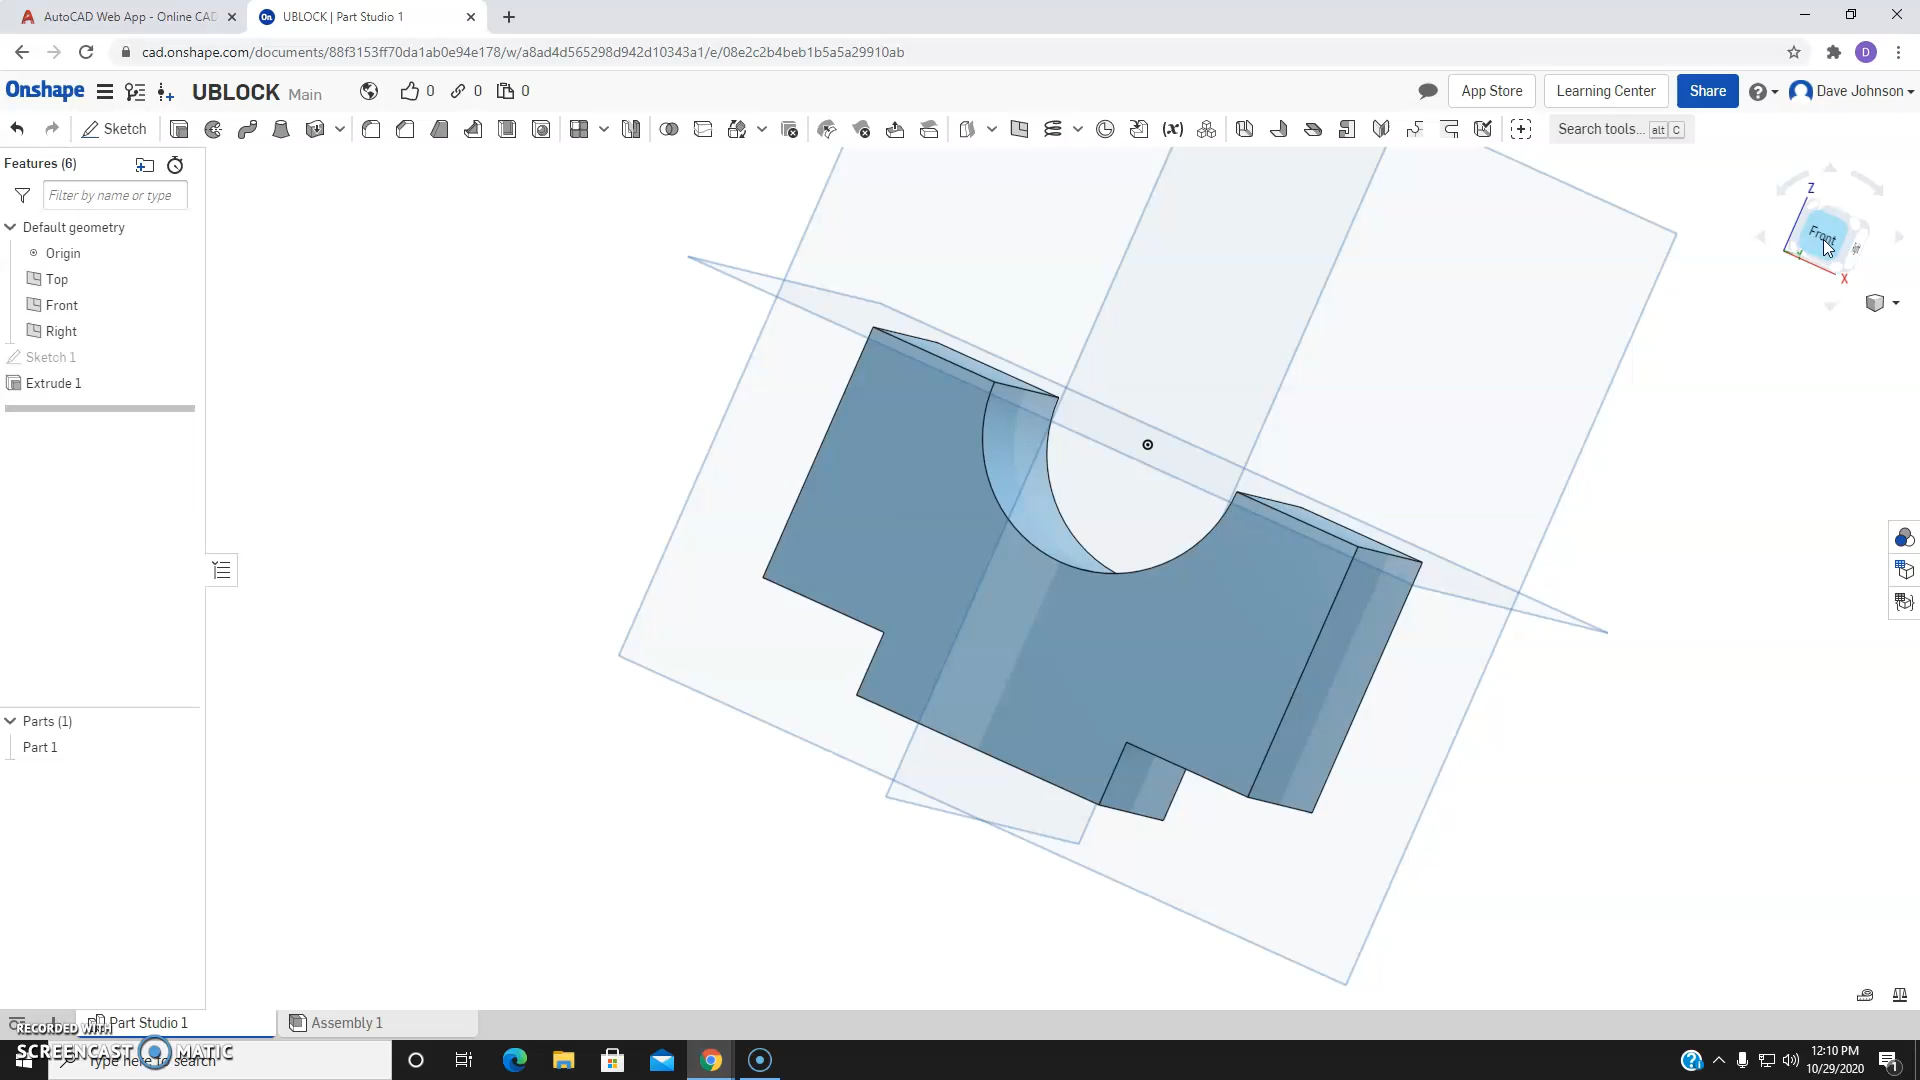 AutoCAD Web App - Online CAD
UBLOCK | Part Studio 1
cad.onshape.com/documents/88f3153ff70da1ab0e94e178/w/a8ad4d565298d942d10343a1/e/08e2c2b4beb1b5a5a29910ab
D
Onshape
UBLOCK Main
0
0
0
App Store
Learning Center
Share
Dave Johnson
Sketch
(x)
Search tools... alt C
Features (6)
Filter by name or type
Default geometry
Origin
Top
Front
Right
Sketch 1
Extrude 1
Z
Front
X
Parts (1)
Part 1
Part Studio 1
Assembly 1
RECORDED WITH
SCREENCAST MATIC
Type here to search
12:10 PM
10/29/2020
1